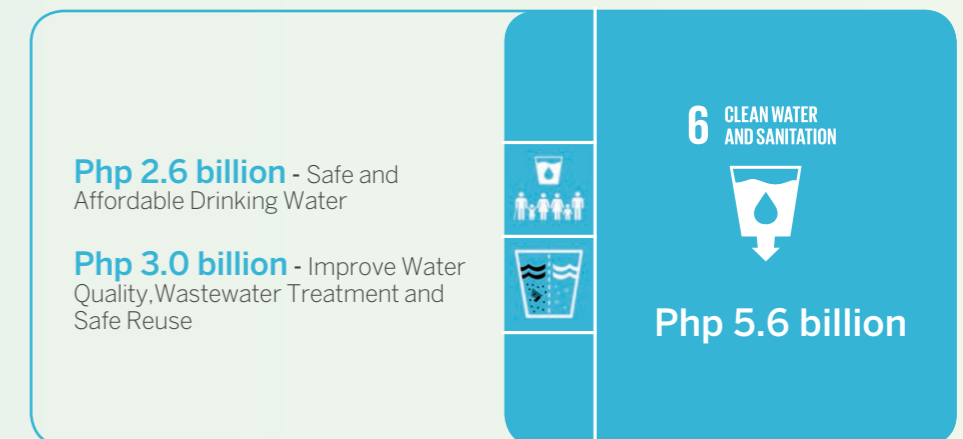 Php 2.6 billion - Safe and
Affordable Drinking Water
Php 3.0 billion - Improve Water
Quality,Wastewater Treatment and
Safe Reuse
6 CLEAN WATER
AND SANITATION
Php 5.6 billion